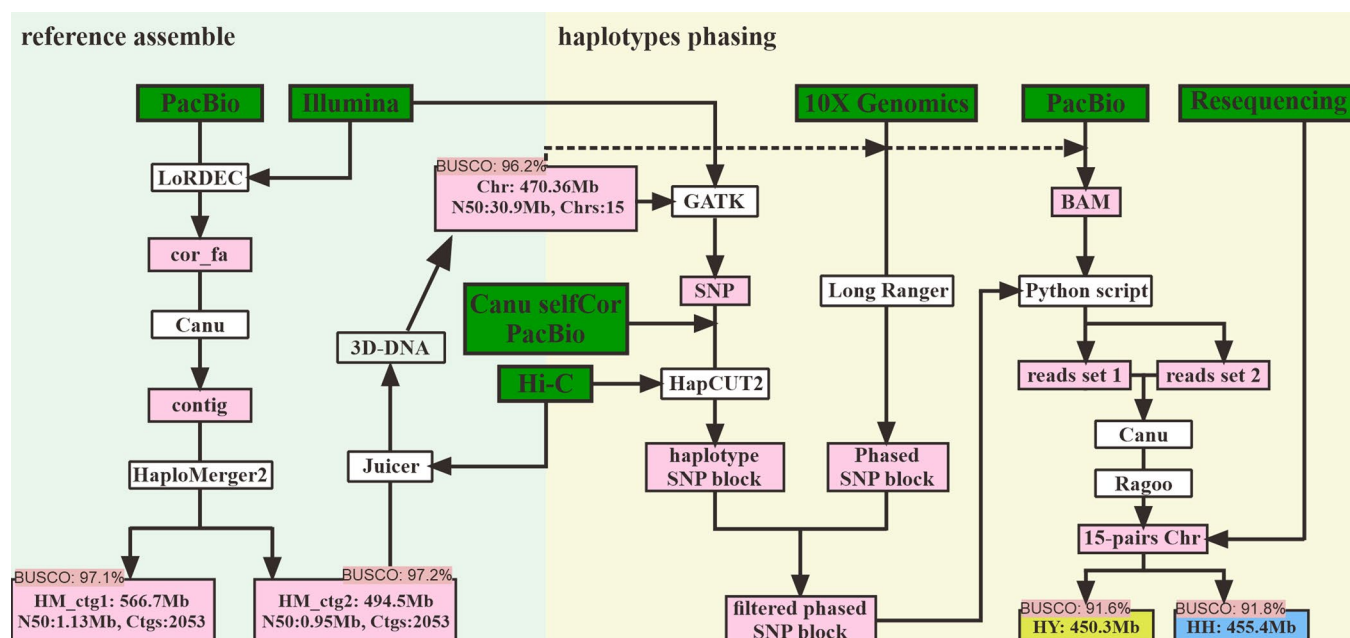 reference assemble
haplotypes phasing
PacBio
Illumina
10X Genomics
PacBio
Resequencing
BUSCO: 96.2%
Chr: 470.36Mb
N50:30.9Mb, Chrs:15
LoRDEC
GATK
BAM
cor_fa
SNP
Long Ranger
Python script
Canu selfCor
PacBio
Canu
3D-DNA
reads set 1
reads set 2
Hi-C
HapCUT2
contig
Canu
haplotype
SNP block
Phased
SNP block
HaploMerger2
Juicer
Ragoo
15-pairs Chr
BUSCO: 97.1%
HM_ctg1: 566.7Mb
N50:1.13Mb, Ctgs:2053
BUSCO: 97.2%
HM_ctg2: 494.5Mb
N50:0.95Mb, Ctgs:2053
filtered phased
SNP block
BUSCO: 91.6%
HY: 450.3Mb
BUSCO: 91.8%
HH: 455.4Mb